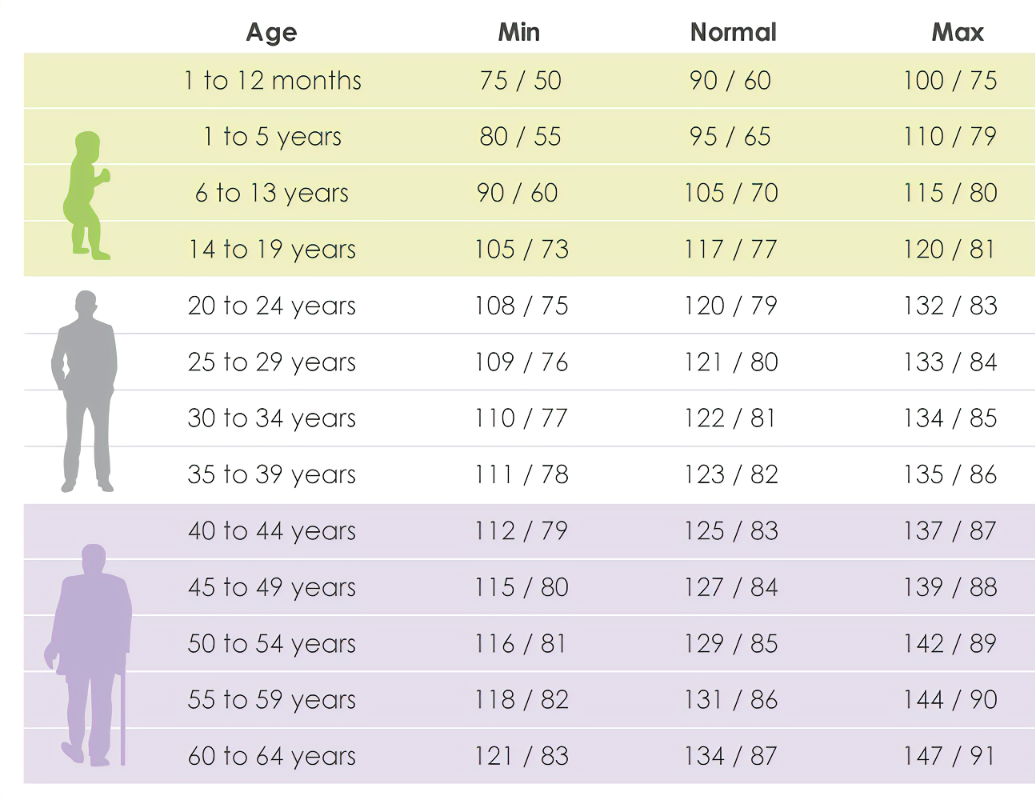 Age Min Normal Max
1 to 12 months 75 / 50 90 / 60 100 / 75
1 to 5 years 80 / 55 95 / 65 110 / 79
6 to 13 years 90 / 60 105 / 70 115 / 80
14 to 19 years 105 / 73 117 / 77 120 / 81
20 to 24 years 108 / 75 120 / 79 132 / 83
25 to 29 years 109 / 76 121 / 80 133 / 84
30 to 34 years 110 / 77 122 / 81 134 / 85
35 to 39 years 111 / 78 123 / 82 135 / 86
40 to 44 years 112 / 79 125 / 83 137 / 87
45 to 49 years 115 / 80 127 / 84 139 / 88
50 to 54 years 116 / 81 129 / 85 142 / 89
55 to 59 years 118 / 82 131 / 86 144 / 90
60 to 64 years 121 / 83 134 / 87 147 / 91